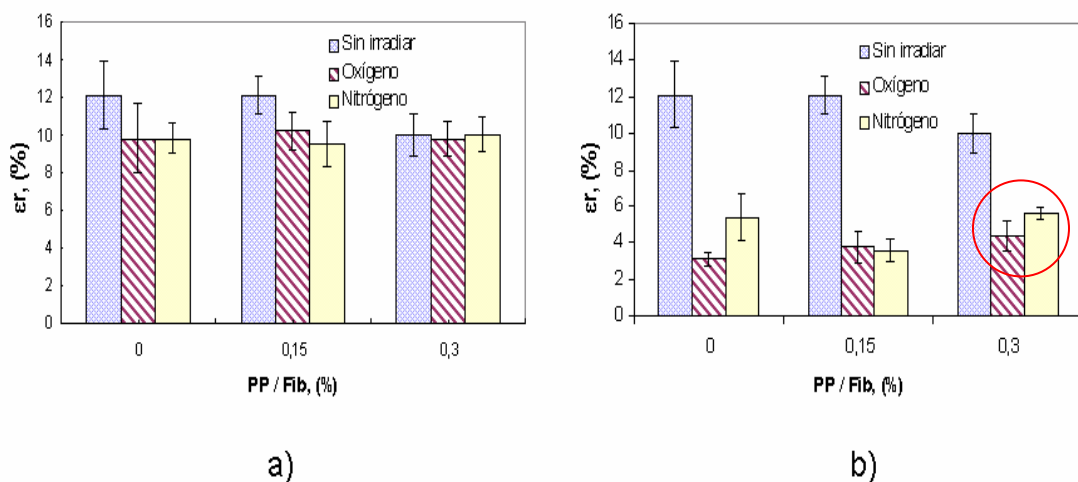 16
14
12
10
8
6
4
2
0
εr, (%)
Sin irradiar
Oxígeno
Nitrógeno
0
0,15
0,3
PP / Fib, (%)
a)
16
14
12
10
8
6
4
2
0
εr, (%)
Sin irradiar
Oxígeno
Nitrógeno
0
0,15
0,3
PP / Fib, (%)
b)